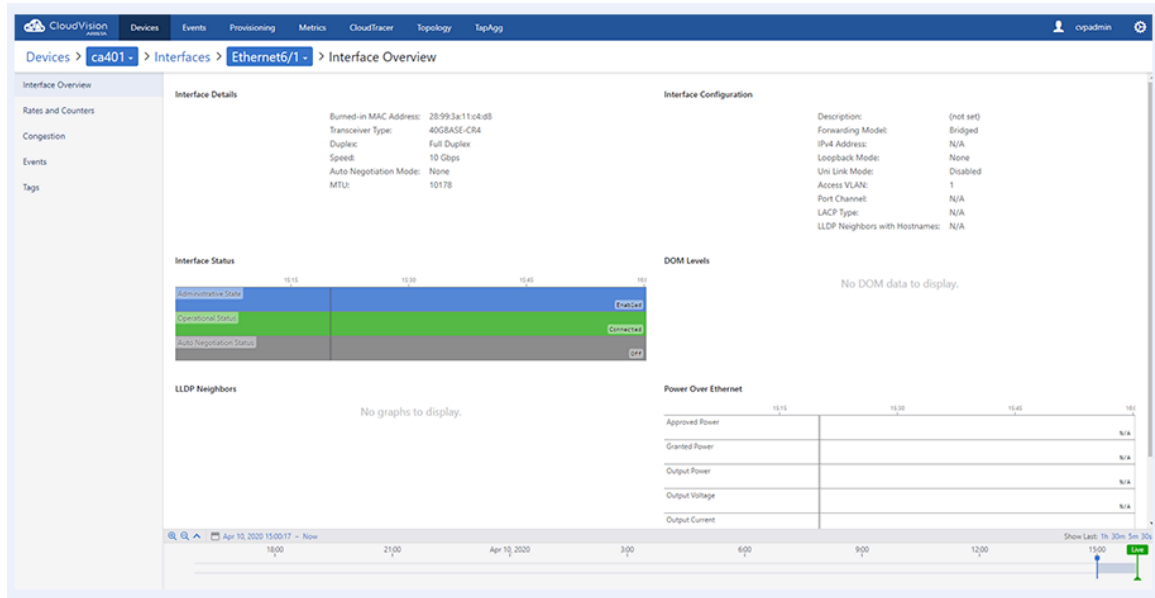 CloudVision
ARISTA
Devices Events Provisioning Metrics CloudTracer Topology TapAgg cvpadmin
Devices > ca401 > Interfaces > Ethernet6/1 > Interface Overview
Interface Overview
Rates and Counters
Congestion
Events
Tags
Interface Details
Burned-in MAC Address: 28:99:3a:11:c4:d8
Transceiver Type: 40GBASE-CR4
Duplex: Full Duplex
Speed: 10 Gbps
Auto Negotiation Mode: None
MTU: 10178
Interface Configuration
Description: (not set)
Forwarding Model: Bridged
IPv4 Address: N/A
Loopback Mode: None
Uni Link Mode: Disabled
Access VLAN: 1
Port Channel: N/A
LACP Type: N/A
LLDP Neighbors with Hostnames: N/A
Interface Status
15:15 15:30 15:45
Administrative State Enabled
Operational Status Connected
Auto Negotiation Status Off
DOM Levels
No DOM data to display.
LLDP Neighbors
No graphs to display.
Power Over Ethernet
15:15 15:30 15:45
Approved Power N/A
Granted Power N/A
Output Power N/A
Output Voltage N/A
Output Current
Apr 10, 2020 15:00:17 - Now Show Last: 1h 30m 5m 30s
18:00 21:00 Apr 10, 2020 3:00 6:00 9:00 12:00 15:00 Live